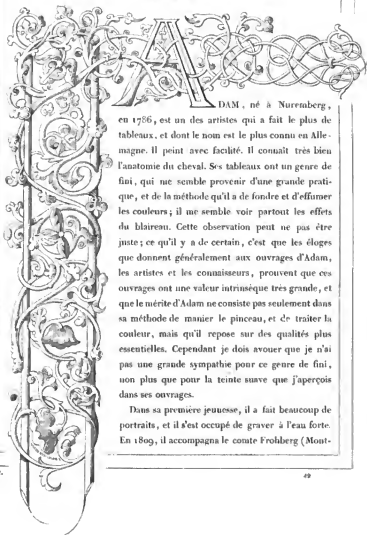 ADAM, né à Nuremberg,
en 1786, est un des artistes qui a fait le plus de
tableaux, et dont le nom est le plus connu en Alle-
magne. Il peint avec facilité. Il connaît très bien
l'anatomie du cheval. Ses tableaux ont un genre de
fini, qui me semble provenir d'une grande prati-
que, et de la méthode qu'il a de fondre et d'effumer
les couleurs; il me semble voir partout les effets
du blaireau. Cette observation peut ne pas être
juste; ce qu'il y a de certain, c'est que les éloges
que donnent généralement aux ouvrages d'Adam,
les artistes et les connaisseurs, prouvent que ces
ouvrages ont une valeur intrinsèque très grande, et
que le mérite d'Adam ne consiste pas seulement dans
sa méthode de manier le pinceau, et de traiter la
couleur, mais qu'il repose sur des qualités plus
essentielles. Cependant je dois avouer que je n'ai
pas une grande sympathie pour ce genre de fini,
non plus que pour la teinte suave que j'aperçois
dans ses ouvrages.
Dans sa première jeunesse, il a fait beaucoup de
portraits, et il s'est occupé de graver à l'eau forte.
En 1809, il accompagna le comte Frohberg (Mont-